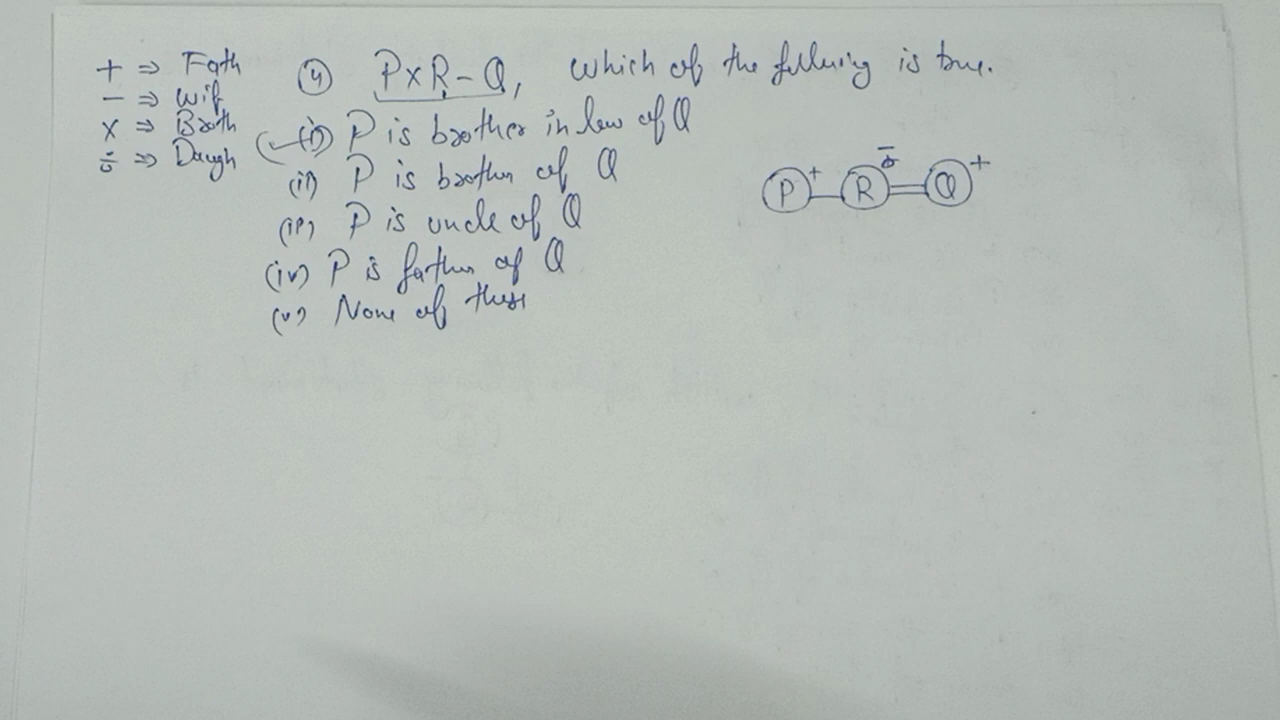 + ⇒ Fath
- ⇒ Wif
x ⇒ Broth
÷ ⇒ Daugh
(4) P x R - Q, which of the following is true.
(i) P is brother in law of Q
(ii) P is brother of Q
(iii) P is uncle of Q
(iv) P is father of Q
(v) None of these
P + R - Q +